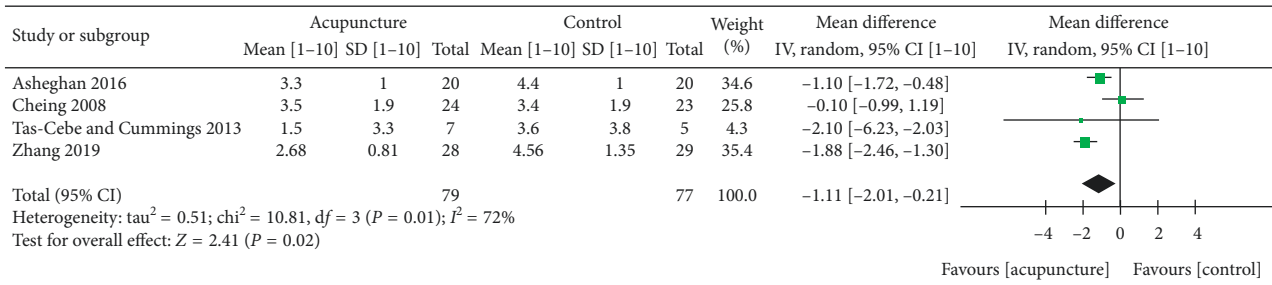 Study or subgroup Acupuncture Control Weight (%) Mean difference Mean difference
Mean [1–10] SD [1–10] Total Mean [1–10] SD [1–10] Total IV, random, 95% CI [1–10] IV, random, 95% CI [1–10]
Asheghan 2016 3.3 1 20 4.4 1 20 34.6 –1.10 [–1.72, –0.48]
Cheing 2008 3.5 1.9 24 3.4 1.9 23 25.8 –0.10 [–0.99, 1.19]
Tas-Cebe and Cummings 2013 1.5 3.3 7 3.6 3.8 5 4.3 –2.10 [–6.23, –2.03]
Zhang 2019 2.68 0.81 28 4.56 1.35 29 35.4 –1.88 [–2.46, –1.30]
Total (95% CI) 79 77 100.0 –1.11 [–2.01, –0.21]
Heterogeneity: tau² = 0.51; chi² = 10.81, df = 3 (P = 0.01); I² = 72%
Test for overall effect: Z = 2.41 (P = 0.02)
–4 –2 0 2 4
Favours [acupuncture] Favours [control]